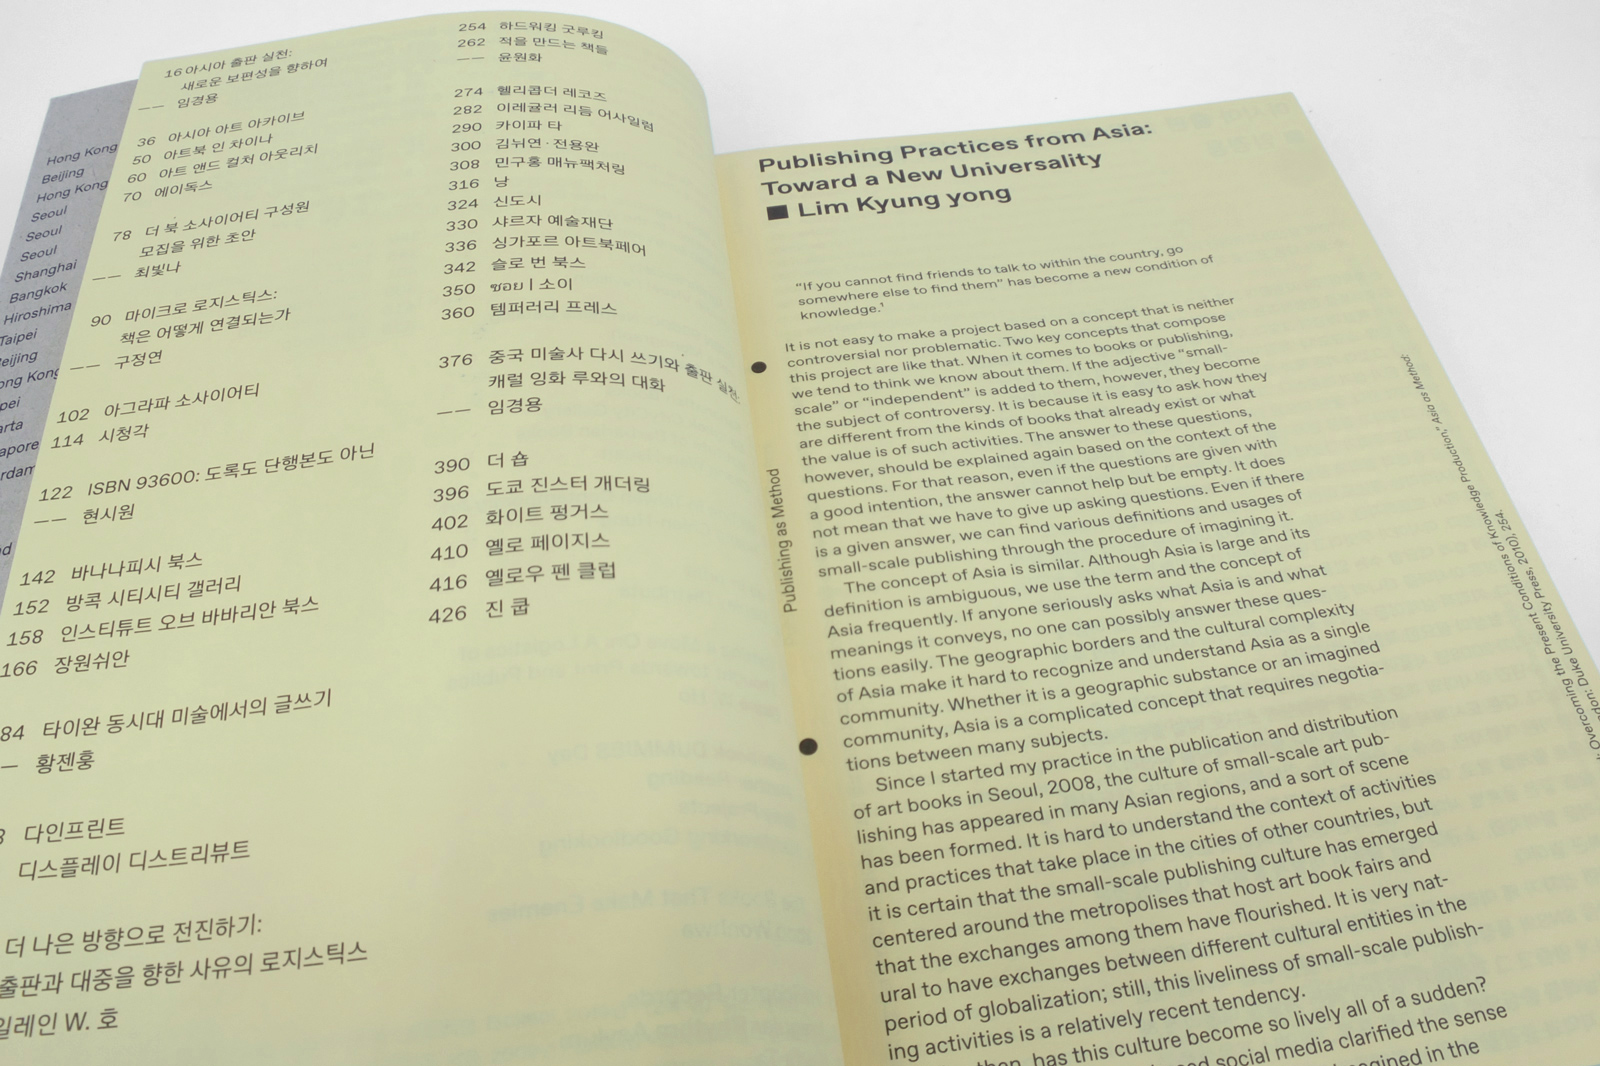 Hong Kong
Beijing
Hong Kong
Seoul
Seoul
Seoul
Shanghai
Bangkok
Hiroshima
Taipei
16 아시아 출판 실천:
새로운 보편성을 향하여
—— 임경용
36 아시아 아트 아카이브
50 아트북 인 차이나
60 아트 앤드 컬처 아웃리치
70 에이독스
78 더 북 소사이어티 구성원
모집을 위한 초안
—— 최빛나
90 마이크로 로지스틱스:
책은 어떻게 연결되는가
—— 구정연
102 아그라파 소사이어티
114 시청각
122 ISBN 93600: 도록도 단행본도 아닌
—— 현시원
142 바나나피시 북스
152 방콕 시티시티 갤러리
158 인스티튜트 오브 바바리안 북스
166 장원쉬안
84 타이완 동시대 미술에서의 글쓰기
— 황젠훙
다인프린트
디스플레이 디스트리뷰트
더 나은 방향으로 전진하기:
출판과 대중을 향한 사유의 로지스틱스
일레인 W. 호
254 하드워킹 굿루킹
262 적을 만드는 책들
—— 윤원화
274 헬리콥더 레코즈
282 이레귤러 리듬 어사일럼
290 카이파 타
300 김뉘연·전용완
308 민구홍 매뉴팩처링
316 낭
324 신도시
330 샤르자 예술재단
336 싱가포르 아트북페어
342 슬로 번 북스
350 ซอย | 소이
360 템퍼러리 프레스
376 중국 미술사 다시 쓰기와 출판 실천:
캐럴 잉화 루와의 대화
—— 임경용
390 더 숍
396 도쿄 진스터 개더링
402 화이트 펑거스
410 옐로 페이지스
416 옐로우 펜 클럽
426 진 쿱
Publishing Practices from Asia:
Toward a New Universality
■ Lim Kyung yong
“If you cannot find friends to talk to within the country, go
somewhere else to find them” has become a new condition of
knowledge.¹
It is not easy to make a project based on a concept that is neither
controversial nor problematic. Two key concepts that compose
this project are like that. When it comes to books or publishing,
we tend to think we know about them. If the adjective “small-
scale” or “independent” is added to them, however, they become
the subject of controversy. It is because it is easy to ask how they
are different from the kinds of books that already exist or what
the value is of such activities. The answer to these questions,
however, should be explained again based on the context of the
questions. For that reason, even if the questions are given with
a good intention, the answer cannot help but be empty. It does
not mean that we have to give up asking questions. Even if there
is a given answer, we can find various definitions and usages of
small-scale publishing through the procedure of imagining it.
The concept of Asia is similar. Although Asia is large and its
definition is ambiguous, we use the term and the concept of
Asia frequently. If anyone seriously asks what Asia is and what
meanings it conveys, no one can possibly answer these ques-
tions easily. The geographic borders and the cultural complexity
of Asia make it hard to recognize and understand Asia as a single
community. Whether it is a geographic substance or an imagined
community, Asia is a complicated concept that requires negotia-
tions between many subjects.
Since I started my practice in the publication and distribution
of art books in Seoul, 2008, the culture of small-scale art pub-
lishing has appeared in many Asian regions, and a sort of scene
has been formed. It is hard to understand the context of activities
and practices that take place in the cities of other countries, but
it is certain that the small-scale publishing culture has emerged
centered around the metropolises that host art book fairs and
that the exchanges among them have flourished. It is very nat-
ural to have exchanges between different cultural entities in the
period of globalization; still, this liveliness of small-scale publish-
ing activities is a relatively recent tendency.
has this culture become so lively all of a sudden?
social media clarified the sense
in the
Publishing as Method
Overcoming the Present Conditions of Knowledge Production,” Asia as Method:
Duke University Press, 2010), 254.